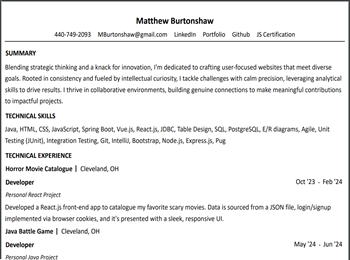 Matthew Burtonshaw
440-749-2093 MBurtonshaw@gmail.com LinkedIn Portfolio Github JS Certification
SUMMARY
Blending strategic thinking and a knack for innovation, I'm dedicated to crafting user-focused websites that meet diverse
goals. Rooted in consistency and fueled by intellectual curiosity, I tackle challenges with calm precision, leveraging analytical
skills to drive results. I thrive in collaborative environments, building genuine connections to make meaningful contributions
to impactful projects.
TECHNICAL SKILLS
Java, HTML, CSS, JavaScript, Spring Boot, Vue.js, React.js, JDBC, Table Design, SQL, PostgreSQL, E/R diagrams, Agile, Unit
Testing (JUnit), Integration Testing, Git, IntelliJ, Bootstrap, Node.js, Express.js, Pug
TECHNICAL EXPERIENCE
Horror Movie Catalogue | Cleveland, OH
Developer Oct '23 - Feb '24
Personal React Project
Developed a React.js front-end app to catalogue my favorite scary movies. Data is sourced from a JSON file, login/signup
implemented via browser cookies, and it's presented with a sleek, responsive UI.
Java Battle Game | Cleveland, OH
Developer May '24 - Jun '24
Personal Java Project